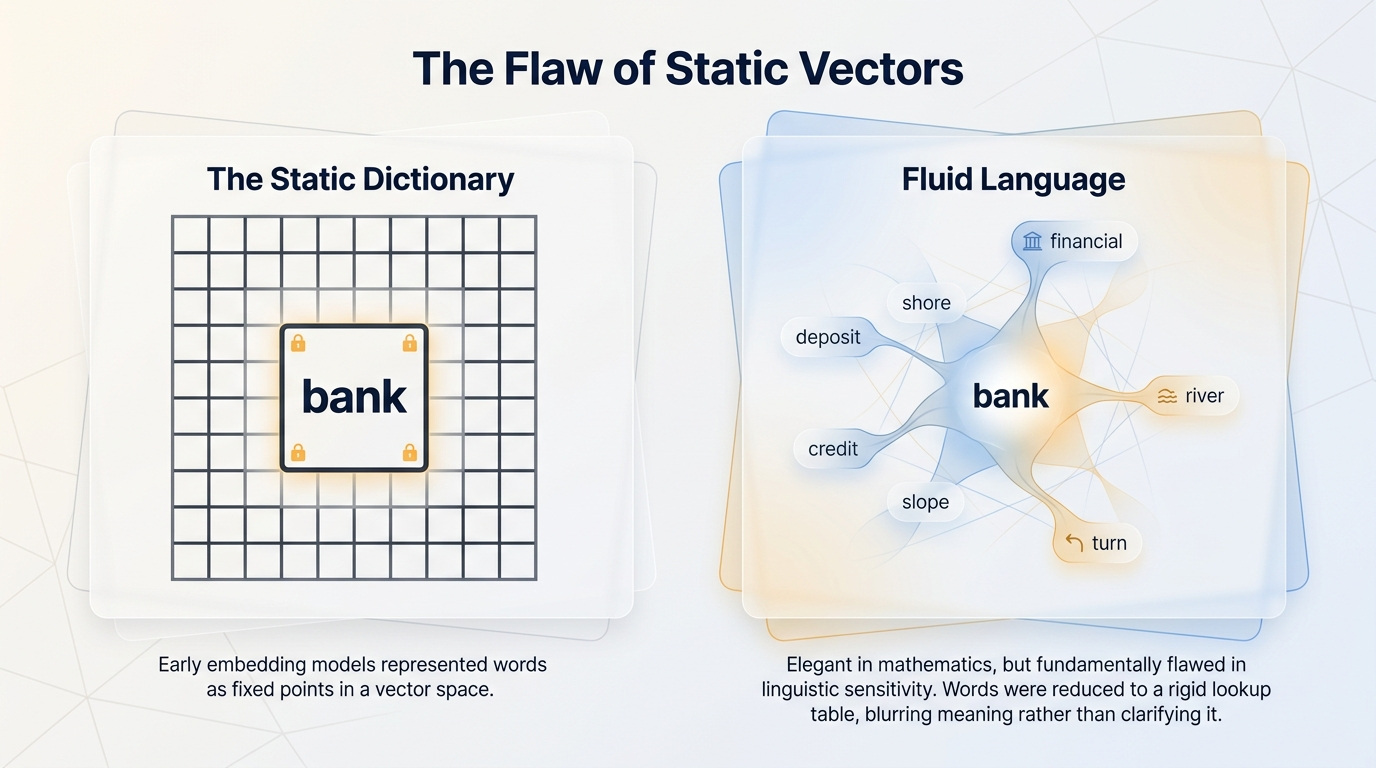 The Flaw of Static Vectors
The Static Dictionary
bank
Early embedding models represented words
as fixed points in a vector space.
Fluid Language
financial
shore
deposit
bank
river
credit
slope
turn
Elegant in mathematics, but fundamentally flawed in
linguistic sensitivity. Words were reduced to a rigid lookup
table, blurring meaning rather than clarifying it.